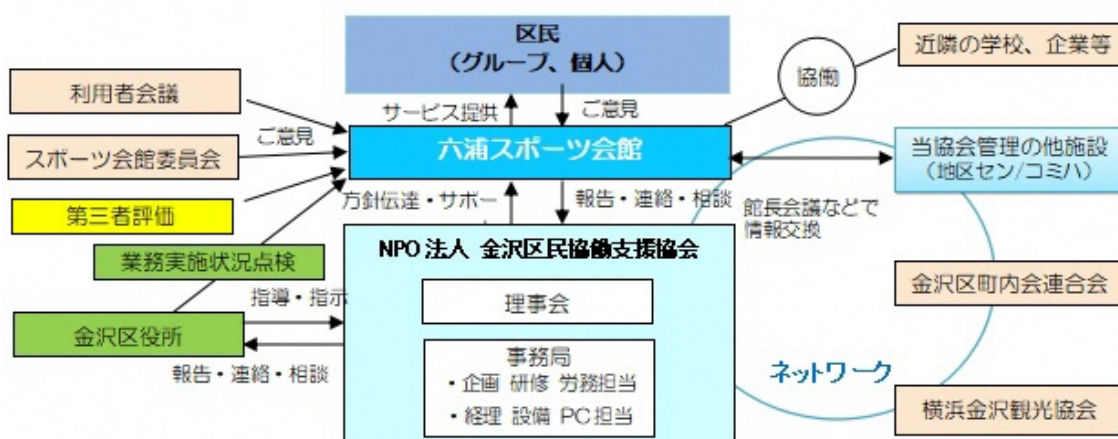 区民
(グループ、個人)
近隣の学校、企業等
協働
利用者会議
サービス提供
ご意見
ご意見
スポーツ会館委員会
六浦スポーツ会館
当協会管理の他施設
(地区セン/コミハ)
第三者評価
方針伝達・サポー
報告・連絡・相談
館長会議などで
情報交換
業務実施状況点検
NPO法人 金沢区民協働支援協会
指導・指示
理事会
金沢区町内会連合会
金沢区役所
報告・連絡・相談
事務局
・企画 研修 労務担当
・経理 設備 PC担当
ネットワーク
横浜金沢観光協会